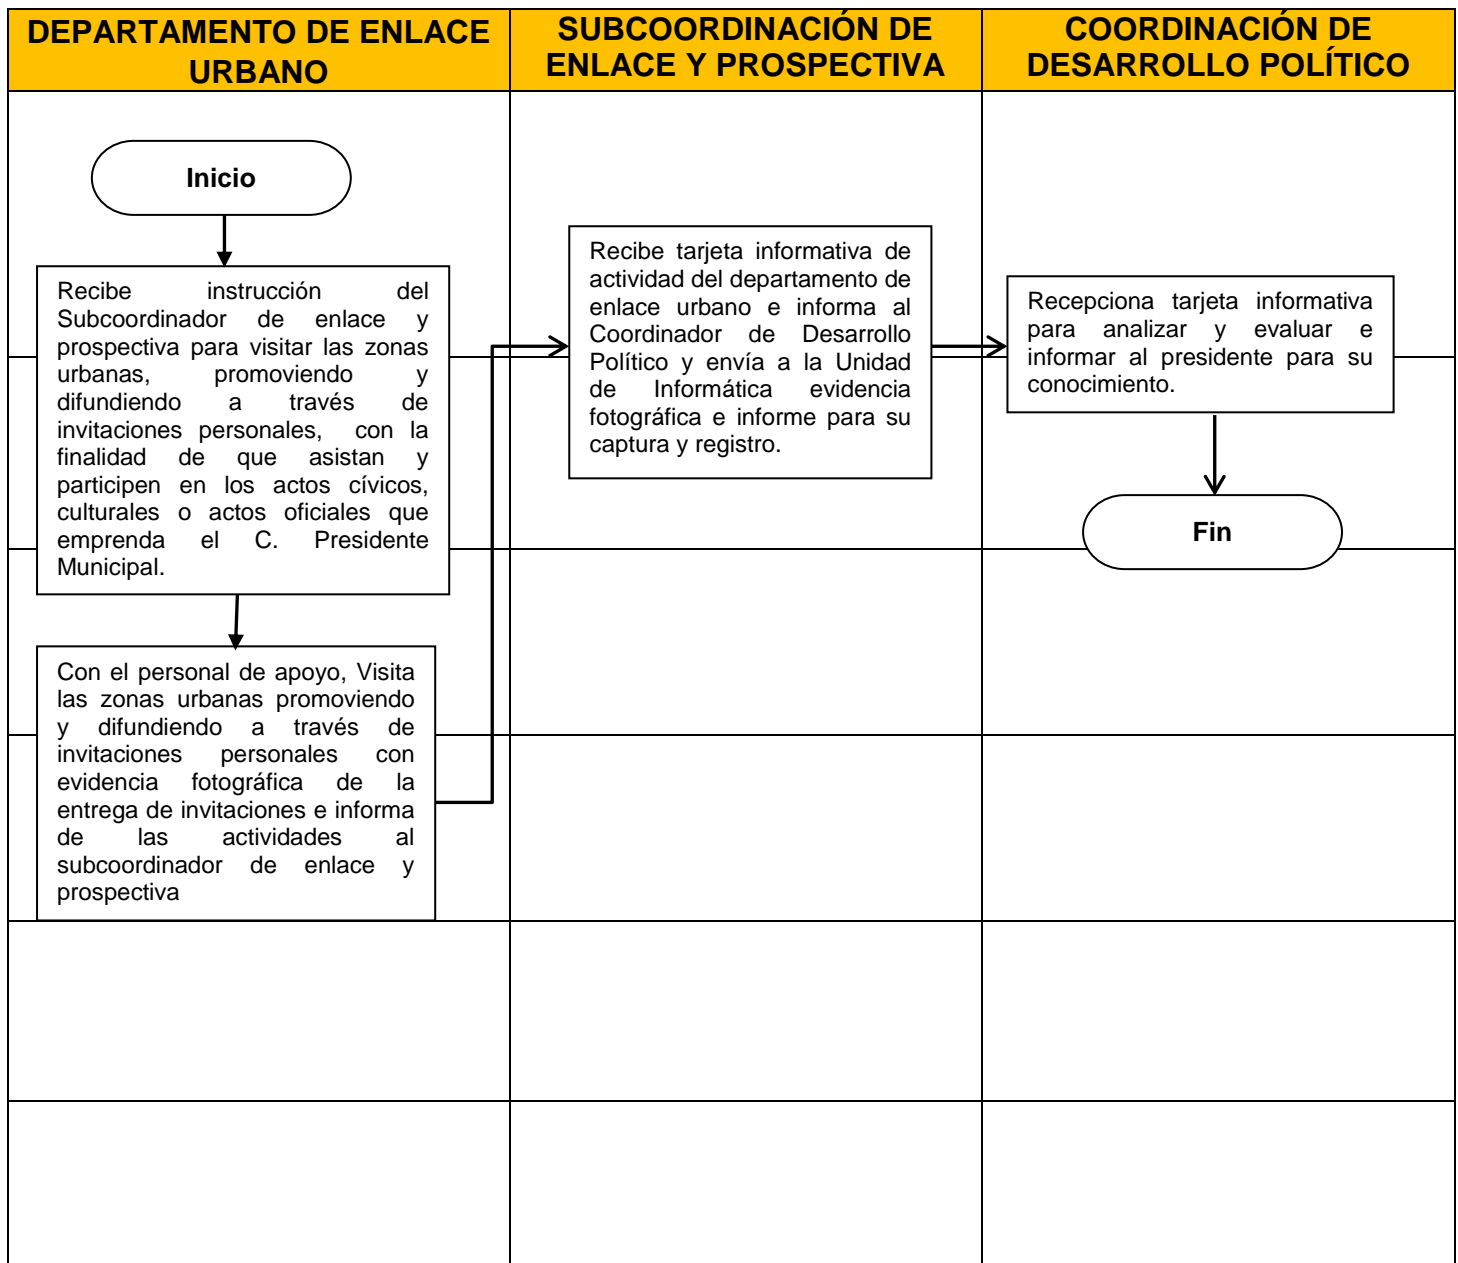 DEPARTAMENTO DE ENLACE
URBANO
SUBCOORDINACIÓN DE
ENLACE Y PROSPECTIVA
COORDINACIÓN DE
DESARROLLO POLÍTICO
Inicio
Recibe instrucción del
Subcoordinador de enlace y
prospectiva para visitar las zonas
urbanas, promoviendo y
difundiendo a través de
invitaciones personales, con la
finalidad de que asistan y
participen en los actos cívicos,
culturales o actos oficiales que
emprenda el C. Presidente
Municipal.
Con el personal de apoyo, Visita
las zonas urbanas promoviendo
y difundiendo a través de
invitaciones personales con
evidencia fotográfica de la
entrega de invitaciones e informa
de las actividades al
subcoordinador de enlace y
prospectiva
Recibe tarjeta informativa de
actividad del departamento de
enlace urbano e informa al
Coordinador de Desarrollo
Político y envía a la Unidad
de Informática evidencia
fotográfica e informe para su
captura y registro.
Recepciona tarjeta informativa
para analizar y evaluar e
informar al presidente para su
conocimiento.
Fin